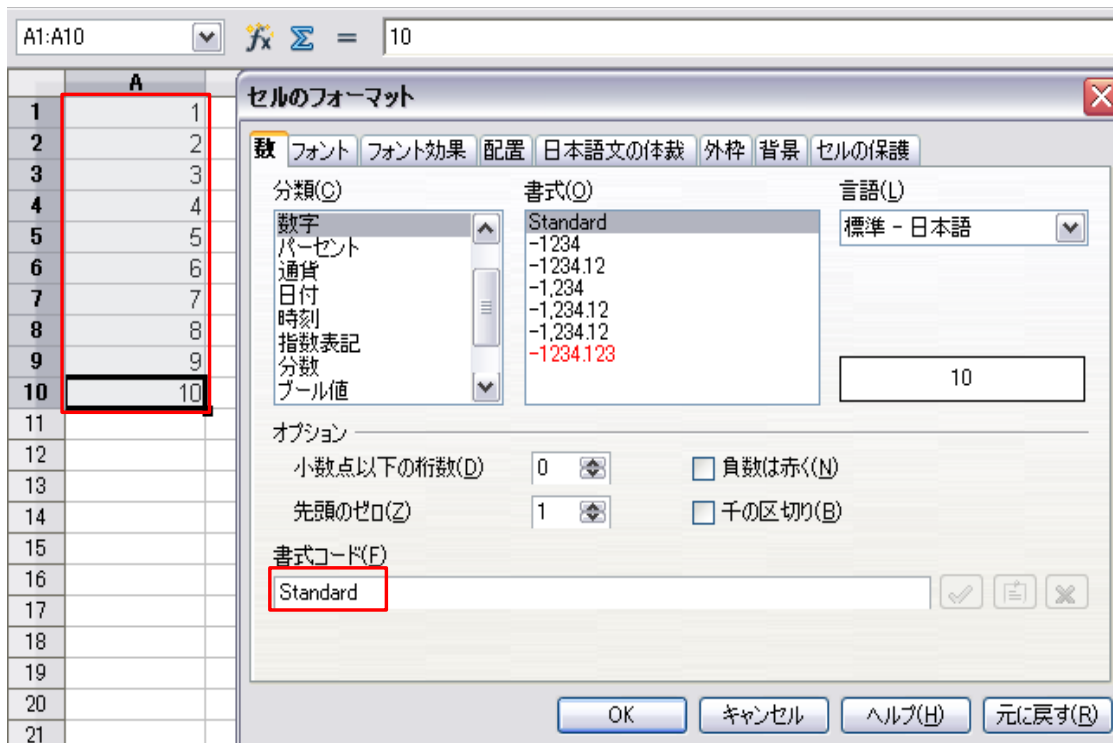 A1:A10
10
A
セルのフォーマット
1 1
2 2
3 3
4 4
5 5
6 6
7 7
8 8
9 9
10 10
11
12
13
14
15
16
17
18
19
20
21
数 フォント フォント効果 配置 日本語文の体裁 外枠 背景 セルの保護
分類(C) 書式(O) 言語(L)
数字
パーセント
通貨
日付
時刻
指数表記
分数
ブール値
Standard
-1234
-1234.12
-1,234
-1,234.12
-1,234.12
-1234.123
標準 - 日本語
10
オプション
小数点以下の桁数(D) 0 負数は赤く(N)
先頭のゼロ(Z) 1 千の区切り(B)
書式コード(F)
Standard
OK キャンセル ヘルプ(H) 元に戻す(R)